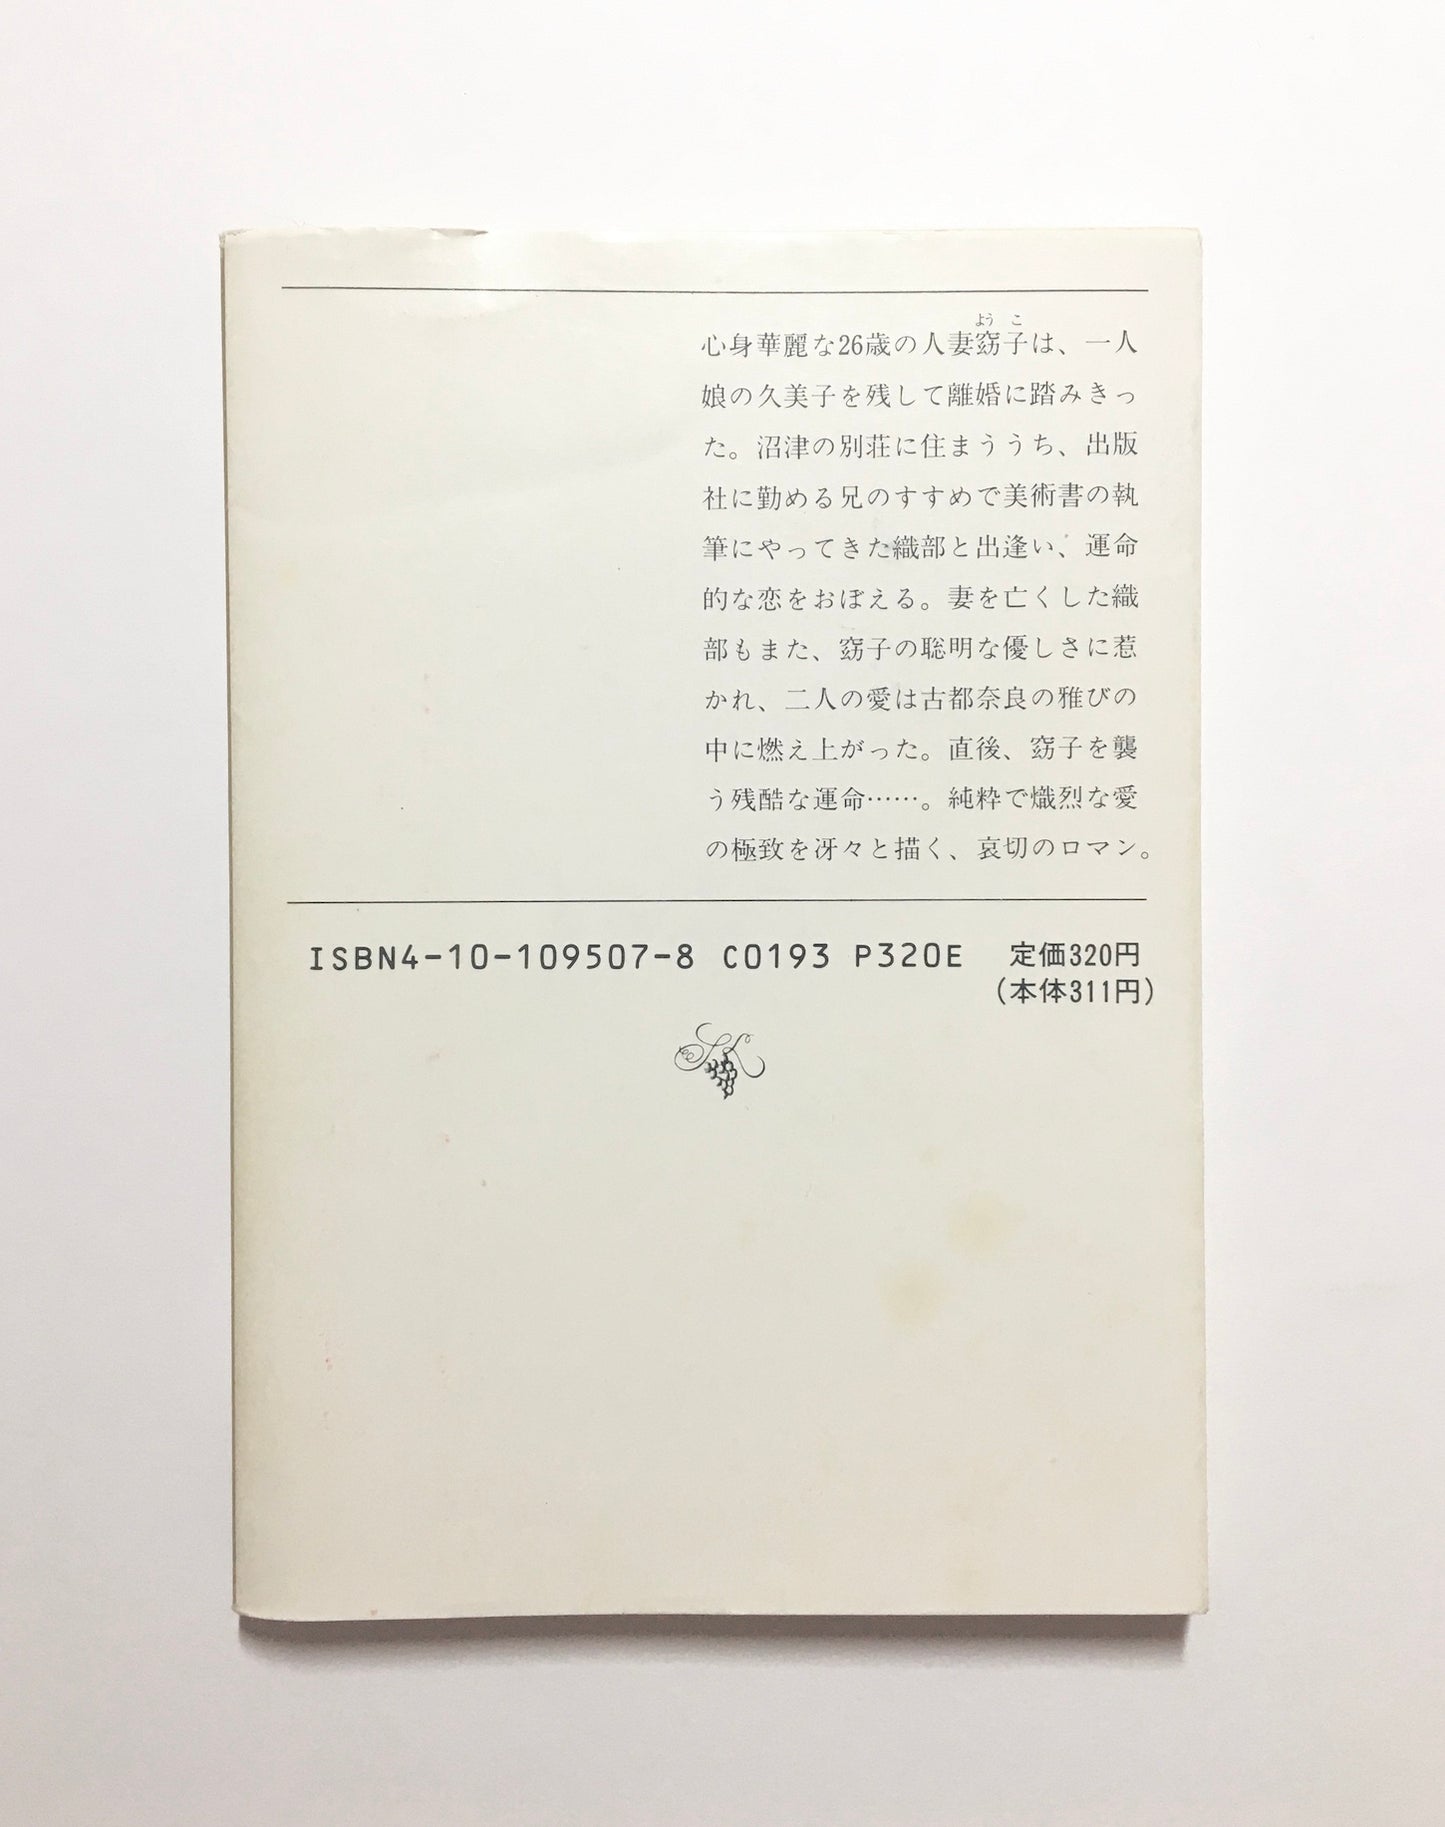 よう こ
心身華麗な26歳の人妻窈子は、一人
娘の久美子を残して離婚に踏みきっ
た。沼津の別荘に住まううち、出版
社に勤める兄のすすめで美術書の執
筆にやってきた織部と出逢い、運命
的な恋をおぼえる。妻を亡くした織
部もまた、窈子の聡明な優しさに惹
かれ、二人の愛は古都奈良の雅びの
中に燃え上がった。直後、窈子を襲
う残酷な運命……。純粋で熾烈な愛
の極致を冴々と描く、哀切のロマン。
ISBN4-10-109507-8 C0193 P320E 定価320円
(本体311円)